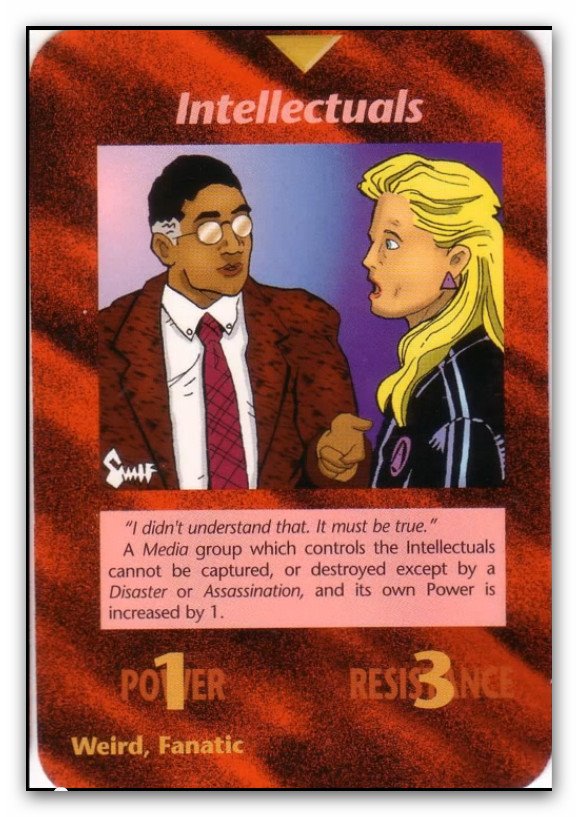 Intellectuals
"I didn't understand that. It must be true."
A Media group which controls the Intellectuals
cannot be captured, or destroyed except by a
Disaster or Assassination, and its own Power is
increased by 1.
POWER 1
RESISTANCE 3
Weird, Fanatic